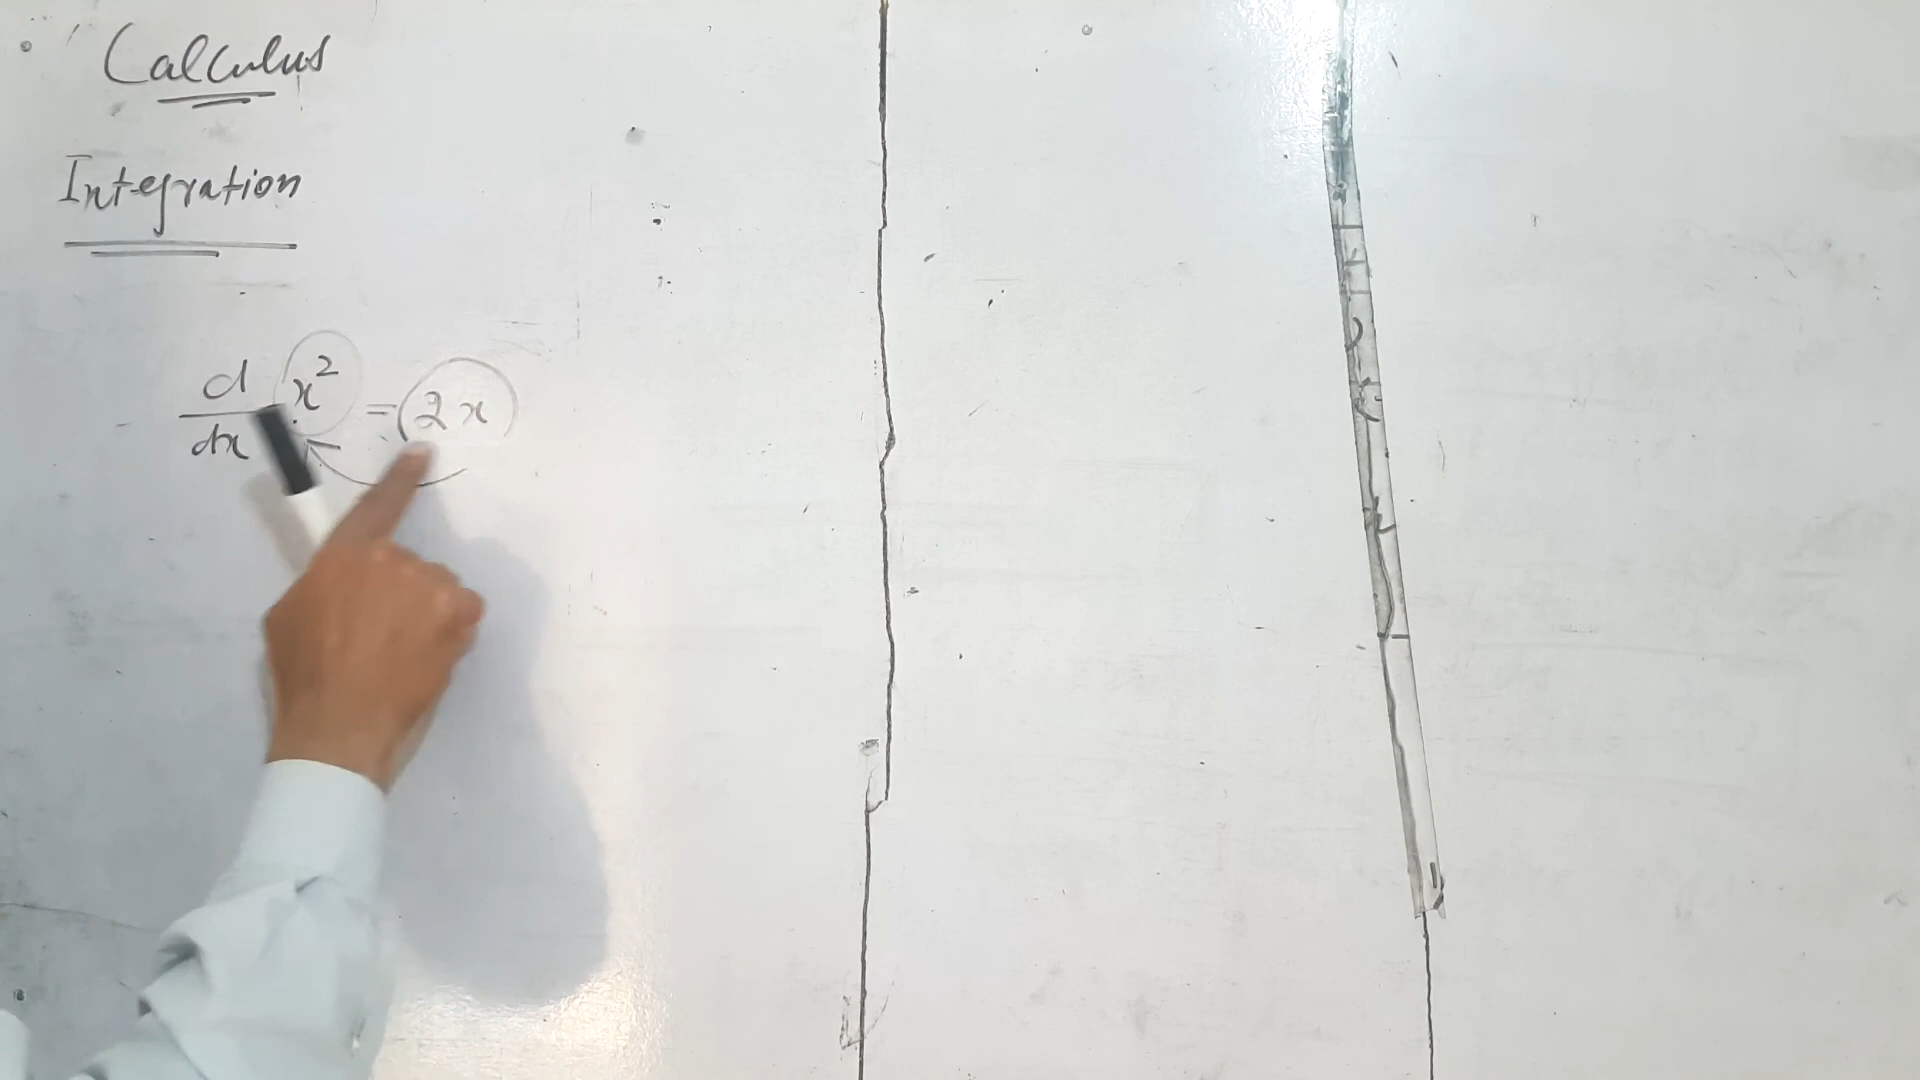 Calculus
Integration
d/dx x² = 2x